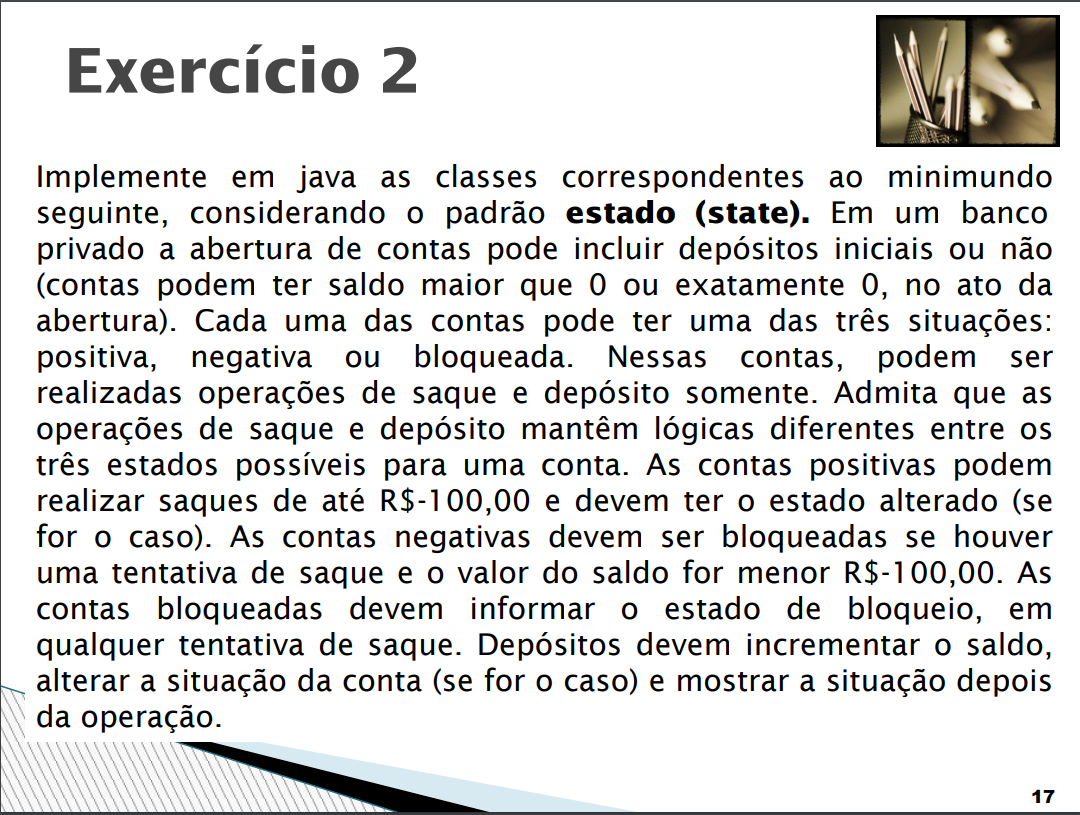 Exercício 2
Implemente em java as classes correspondentes ao minimundo
seguinte, considerando o padrão estado (state). Em um banco
privado a abertura de contas pode incluir depósitos iniciais ou não
(contas podem ter saldo maior que 0 ou exatamente 0, no ato da
abertura). Cada uma das contas pode ter uma das três situações:
positiva, negativa ou bloqueada. Nessas contas, podem ser
realizadas operações de saque e depósito somente. Admita que as
operações de saque e depósito mantêm lógicas diferentes entre os
três estados possíveis para uma conta. As contas positivas podem
realizar saques de até R$-100,00 e devem ter o estado alterado (se
for o caso). As contas negativas devem ser bloqueadas se houver
uma tentativa de saque e o valor do saldo for menor R$-100,00. As
contas bloqueadas devem informar o estado de bloqueio, em
qualquer tentativa de saque. Depósitos devem incrementar o saldo,
alterar a situação da conta (se for o caso) e mostrar a situação depois
da operação.
17